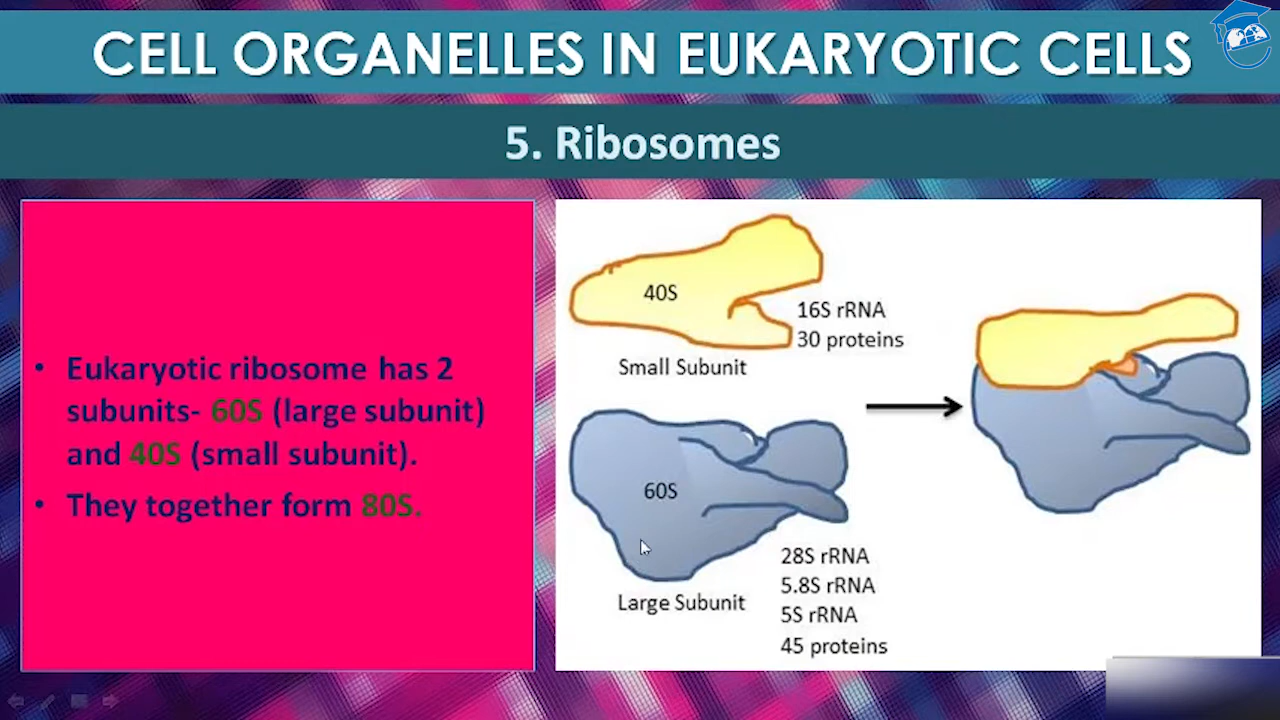 CELL ORGANELLES IN EUKARYOTIC CELLS
5. Ribosomes
• Eukaryotic ribosome has 2
subunits- 60S (large subunit)
and 40S (small subunit).
• They together form 80S.
40S
16S rRNA
30 proteins
Small Subunit
60S
28S rRNA
5.8S rRNA
5S rRNA
45 proteins
Large Subunit